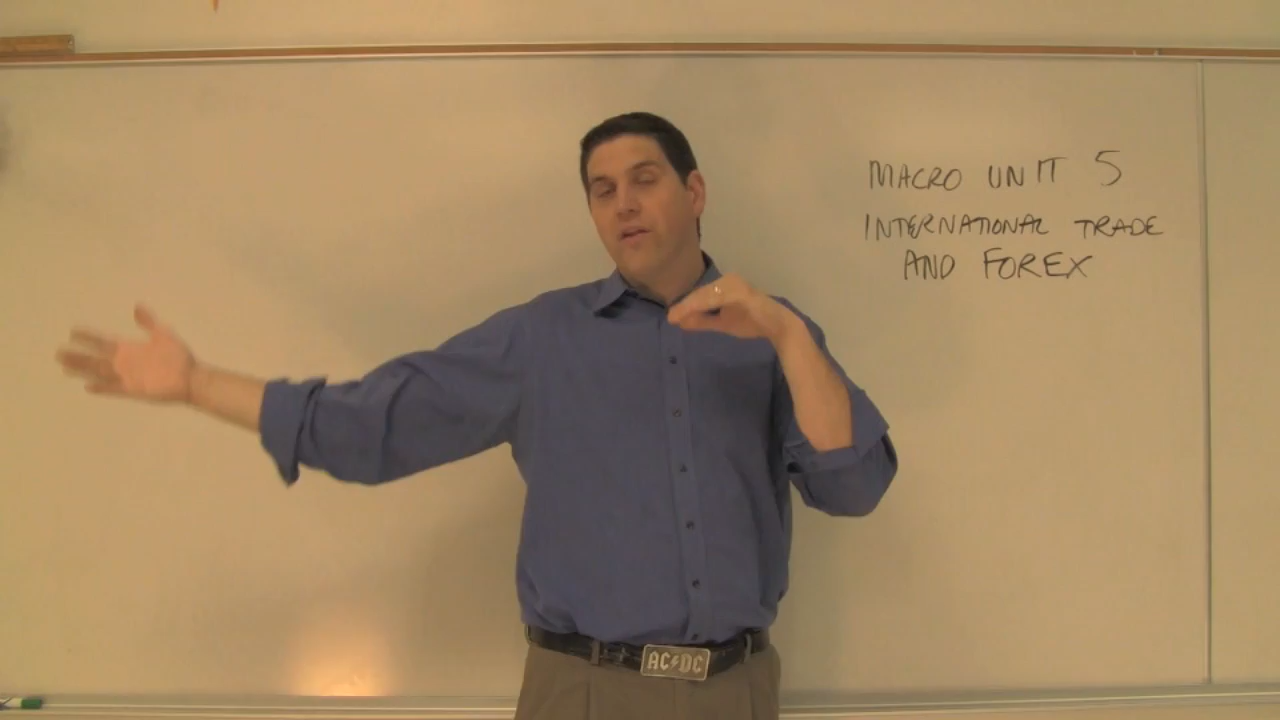 MACRO UNIT 5
INTERNATIONAL TRADE
AND FOREX
AC⚡DC